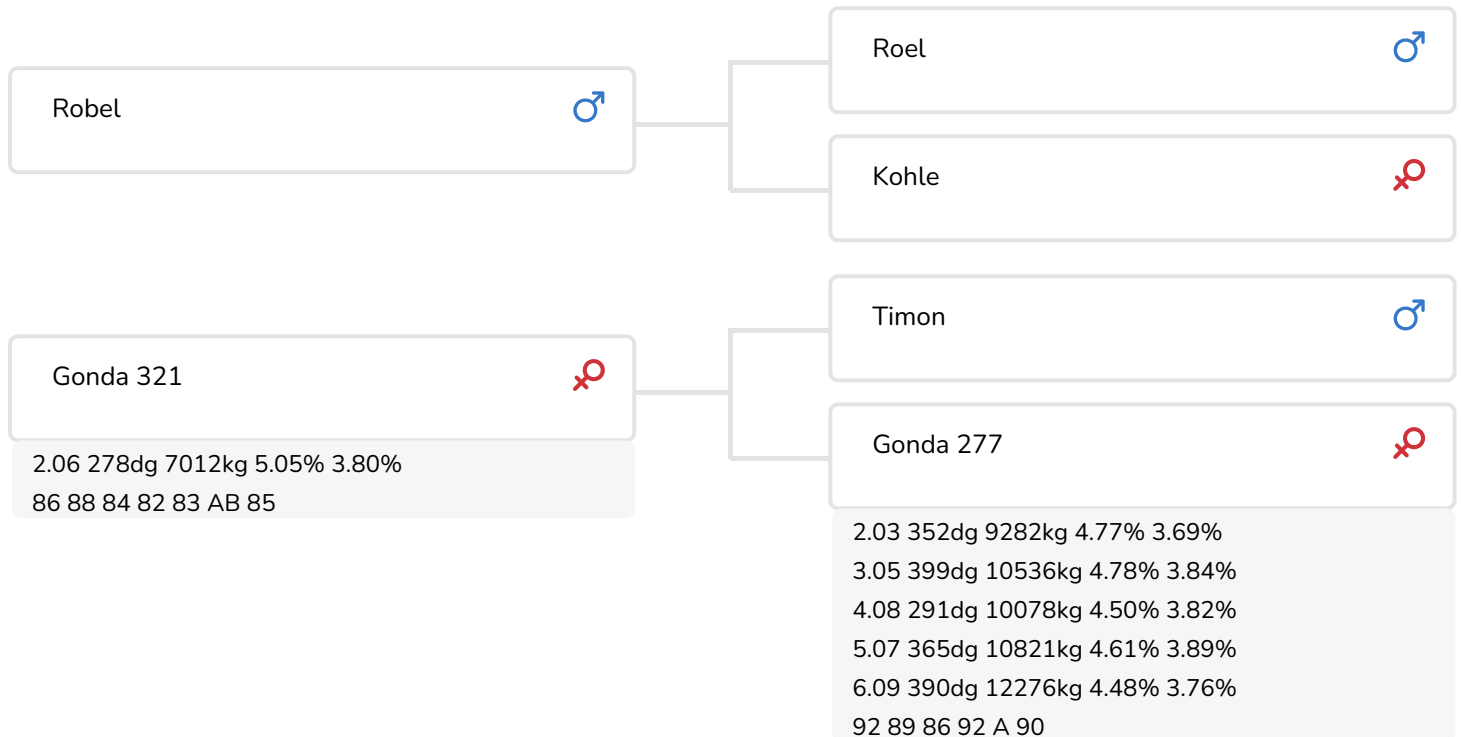 Robel
Gonda 321
2.06 278dg 7012kg 5.05% 3.80%
86 88 84 82 83 AB 85
Roel
Kohle
Timon
Gonda 277
2.03 352dg 9282kg 4.77% 3.69%
3.05 399dg 10536kg 4.78% 3.84%
4.08 291dg 10078kg 4.50% 3.82%
5.07 365dg 10821kg 4.61% 3.89%
6.09 390dg 12276kg 4.48% 3.76%
92 89 86 92 A 90